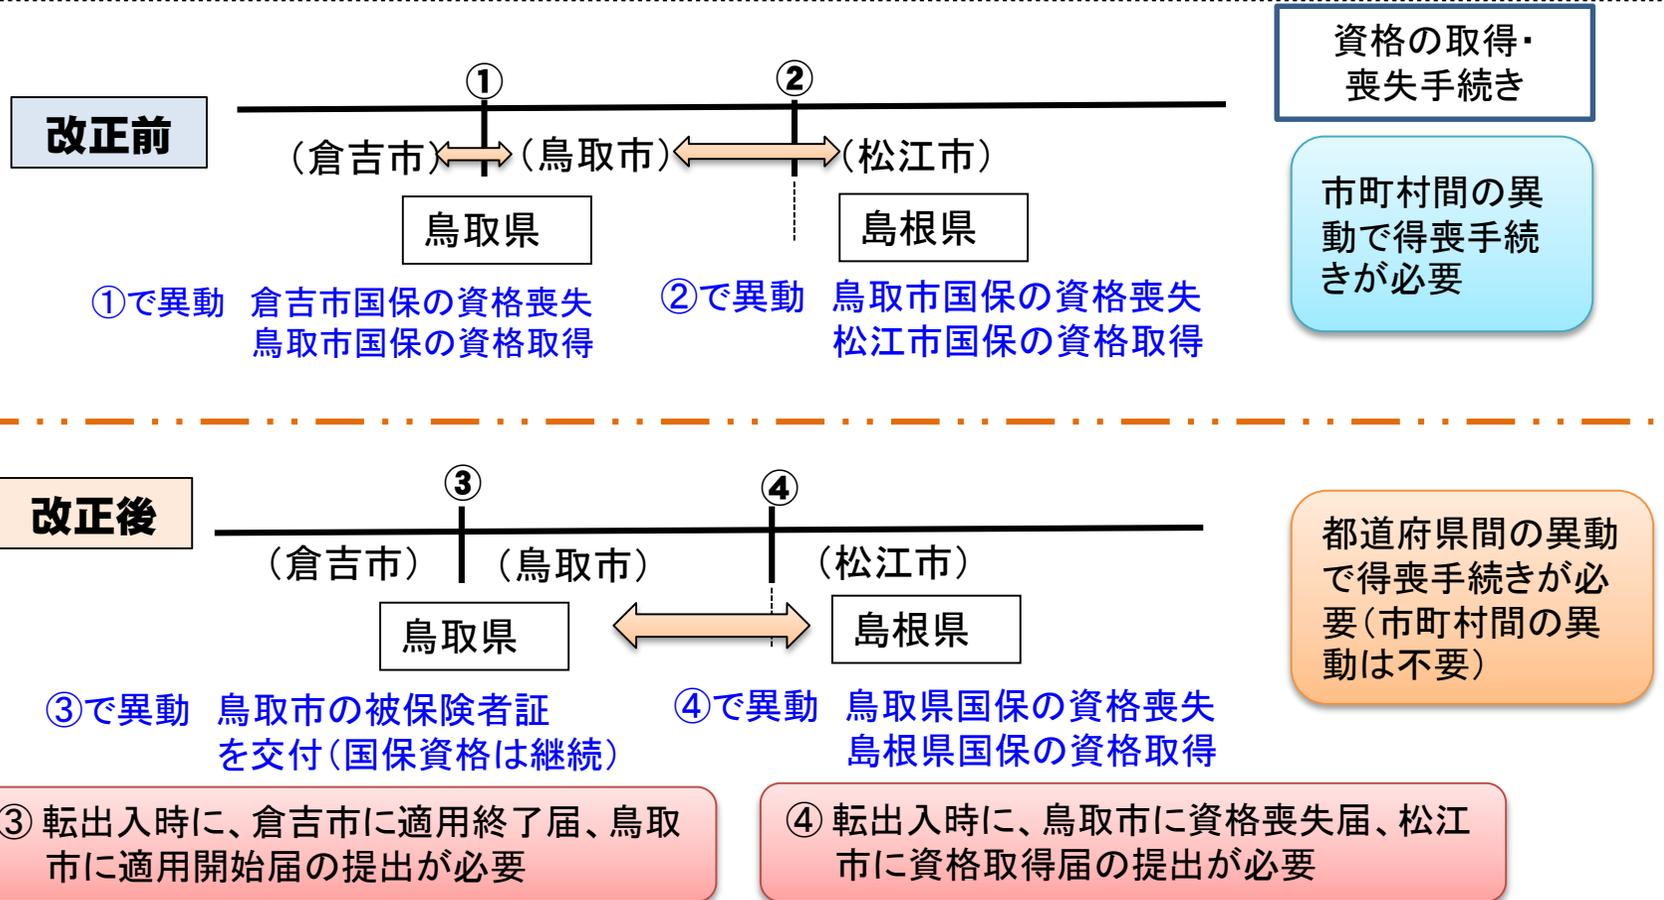 資格の取得・
喪失手続き
改正前
①
②
（倉吉市）
（鳥取市）
（松江市）
鳥取県
島根県
①で異動 倉吉市国保の資格喪失
鳥取市国保の資格取得
②で異動 鳥取市国保の資格喪失
松江市国保の資格取得
市町村間の異
動で得喪手続
きが必要
改正後
③
④
（倉吉市）
（鳥取市）
（松江市）
鳥取県
島根県
③で異動 鳥取市の被保険者証
を交付（国保資格は継続）
④で異動 鳥取県国保の資格喪失
島根県国保の資格取得
都道府県間の異動
で得喪手続きが必
要（市町村間の異
動は不要）
③ 転出入時に、倉吉市に適用終了届、鳥取
市に適用開始届の提出が必要
④ 転出入時に、鳥取市に資格喪失届、松江
市に資格取得届の提出が必要